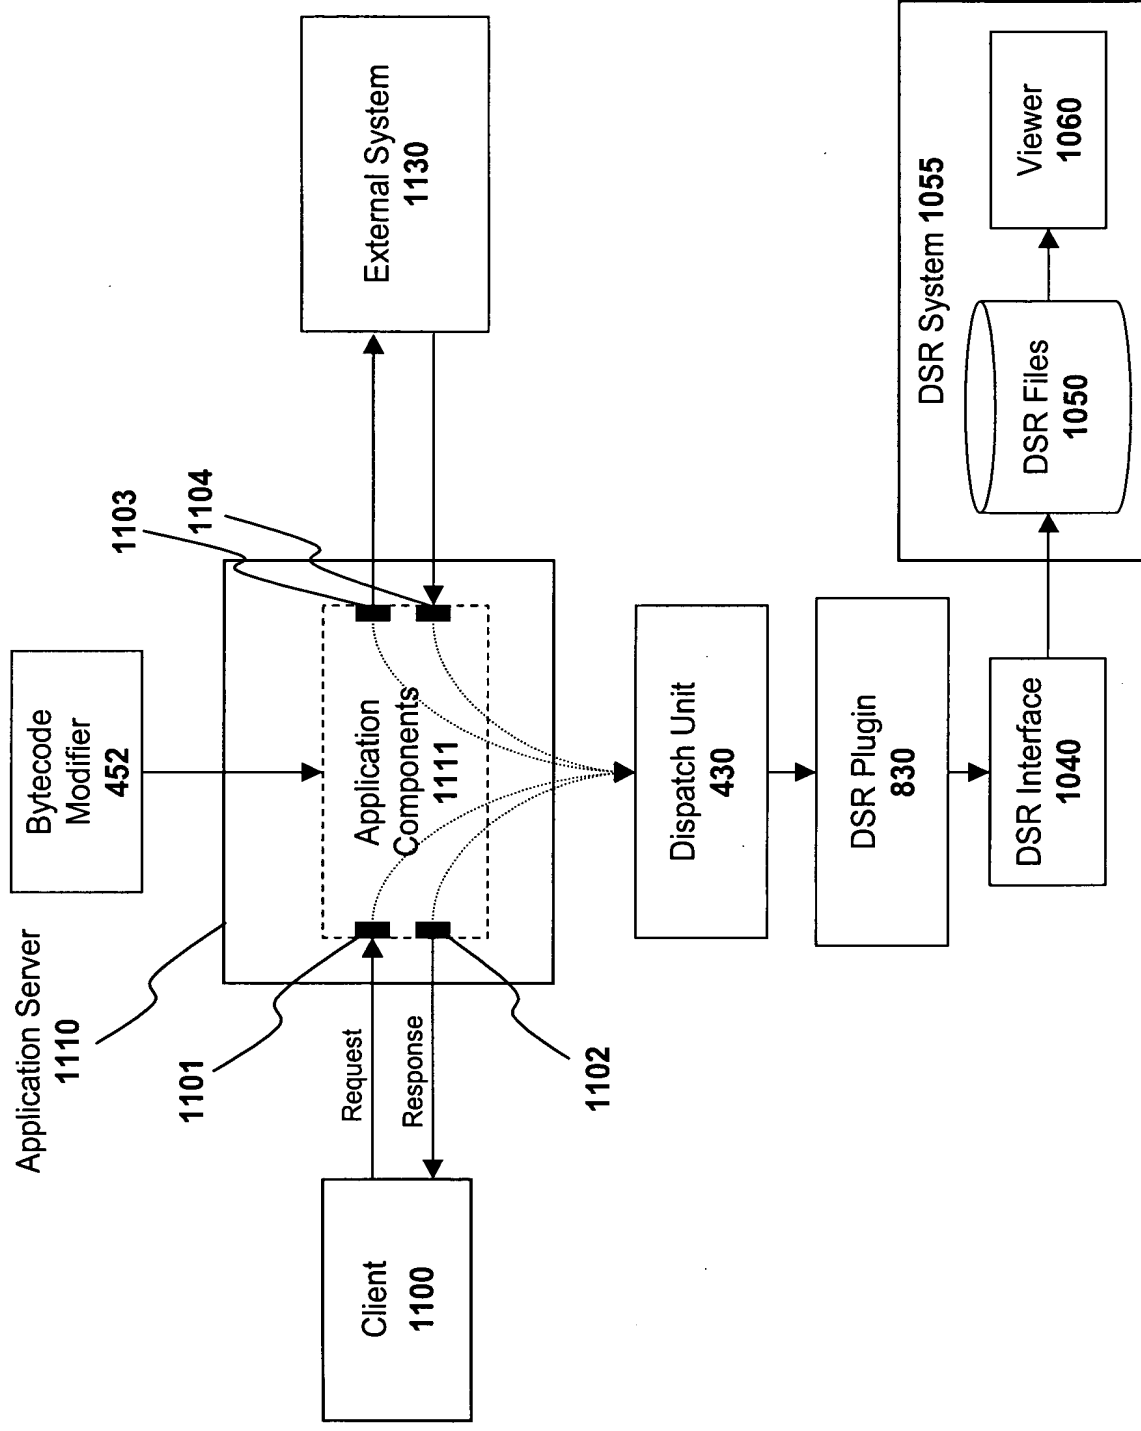 Application Server
1110
Bytecode
Modifier
452
1103
1104
1101
1102
Request
Response
Client
1100
Application
Components
1111
External System
1130
Dispatch Unit
430
DSR Plugin
830
DSR Interface
1040
DSR System 1055
DSR Files
1050
Viewer
1060